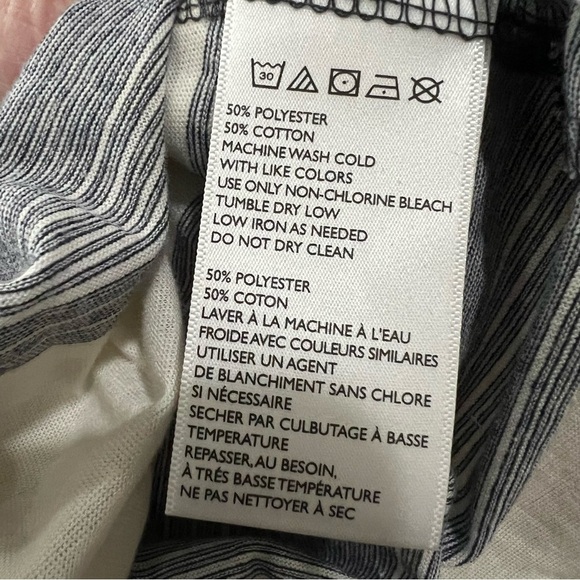 30
50% POLYESTER
50% COTTON
MACHINE WASH COLD
WITH LIKE COLORS
USE ONLY NON-CHLORINE BLEACH
TUMBLE DRY LOW
LOW IRON AS NEEDED
DO NOT DRY CLEAN
50% POLYESTER
50% COTON
LAVER À LA MACHINE À L'EAU
FROIDE AVEC COULEURS SIMILAIRES
UTILISER UN AGENT
DE BLANCHIMENT SANS CHLORE
SI NÉCESSAIRE
SECHER PAR CULBUTAGE À BASSE
TEMPERATURE
REPASSER, AU BESOIN,
À TRÉS BASSE TEMPÉRATURE
NE PAS NETTOYER À SEC